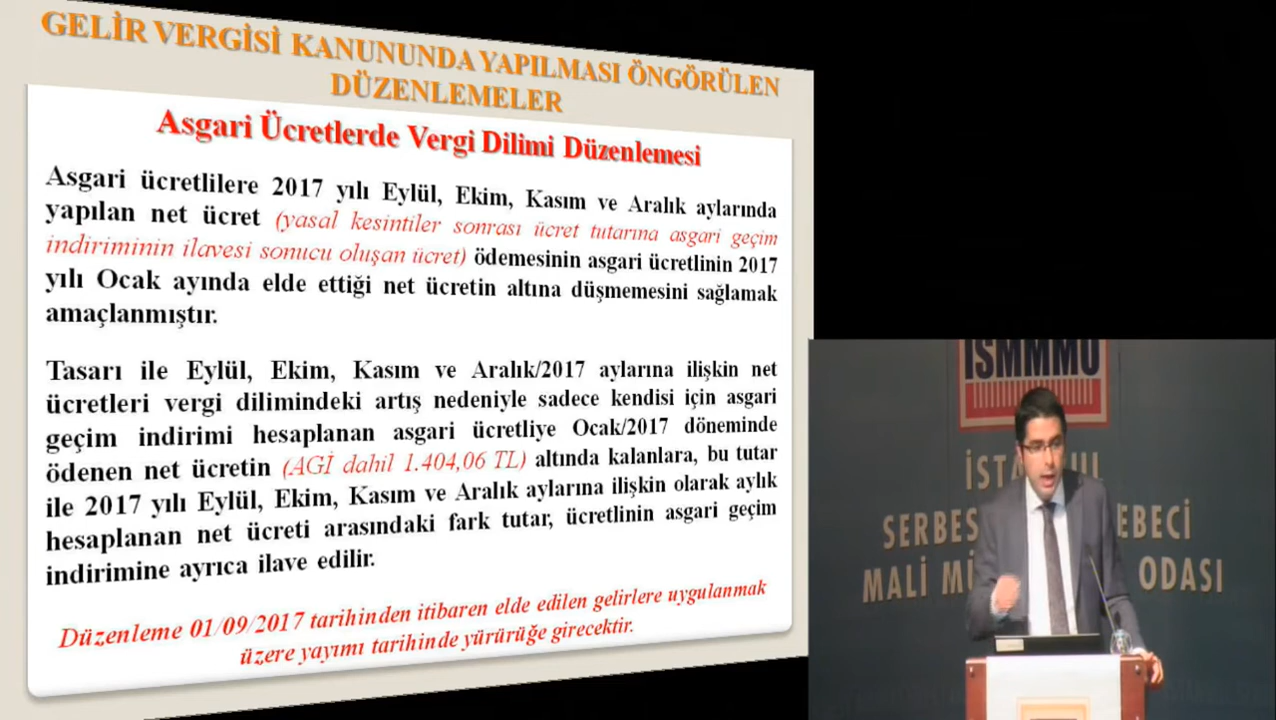 GELİR VERGİSİ KANUNUNDA YAPILMASI ÖNGÖRÜLEN
DÜZENLEMELER
Asgari Ücretlerde Vergi Dilimi Düzenlemesi
Asgari ücretlilere 2017 yılı Eylül, Ekim, Kasım ve Aralık aylarında
yapılan net ücret (yasal kesintiler sonrası ücret tutarına asgari geçim
indiriminin ilavesi sonucu oluşan ücret) ödemesinin asgari ücretlinin 2017
yılı Ocak ayında elde ettiği net ücretin altına düşmemesini sağlamak
amaçlanmıştır.
Tasarı ile Eylül, Ekim, Kasım ve Aralık/2017 aylarına ilişkin net
ücretleri vergi dilimindeki artış nedeniyle sadece kendisi için asgari
geçim indirimi hesaplanan asgari ücretliye Ocak/2017 döneminde
ödenen net ücretin (AGİ dahil 1.404,06 TL) altında kalanlara, bu tutar
ile 2017 yılı Eylül, Ekim, Kasım ve Aralık aylarına ilişkin olarak aylık
hesaplanan net ücreti arasındaki fark tutar, ücretlinin asgari geçim
indirimine ayrıca ilave edilir.
Düzenleme 01/09/2017 tarihinden itibaren elde edilen gelirlere uygulanmak
üzere yayımı tarihinde yürürüğe girecektir.
İSMMMO
SERBES EBECİ
MALİ ODASI